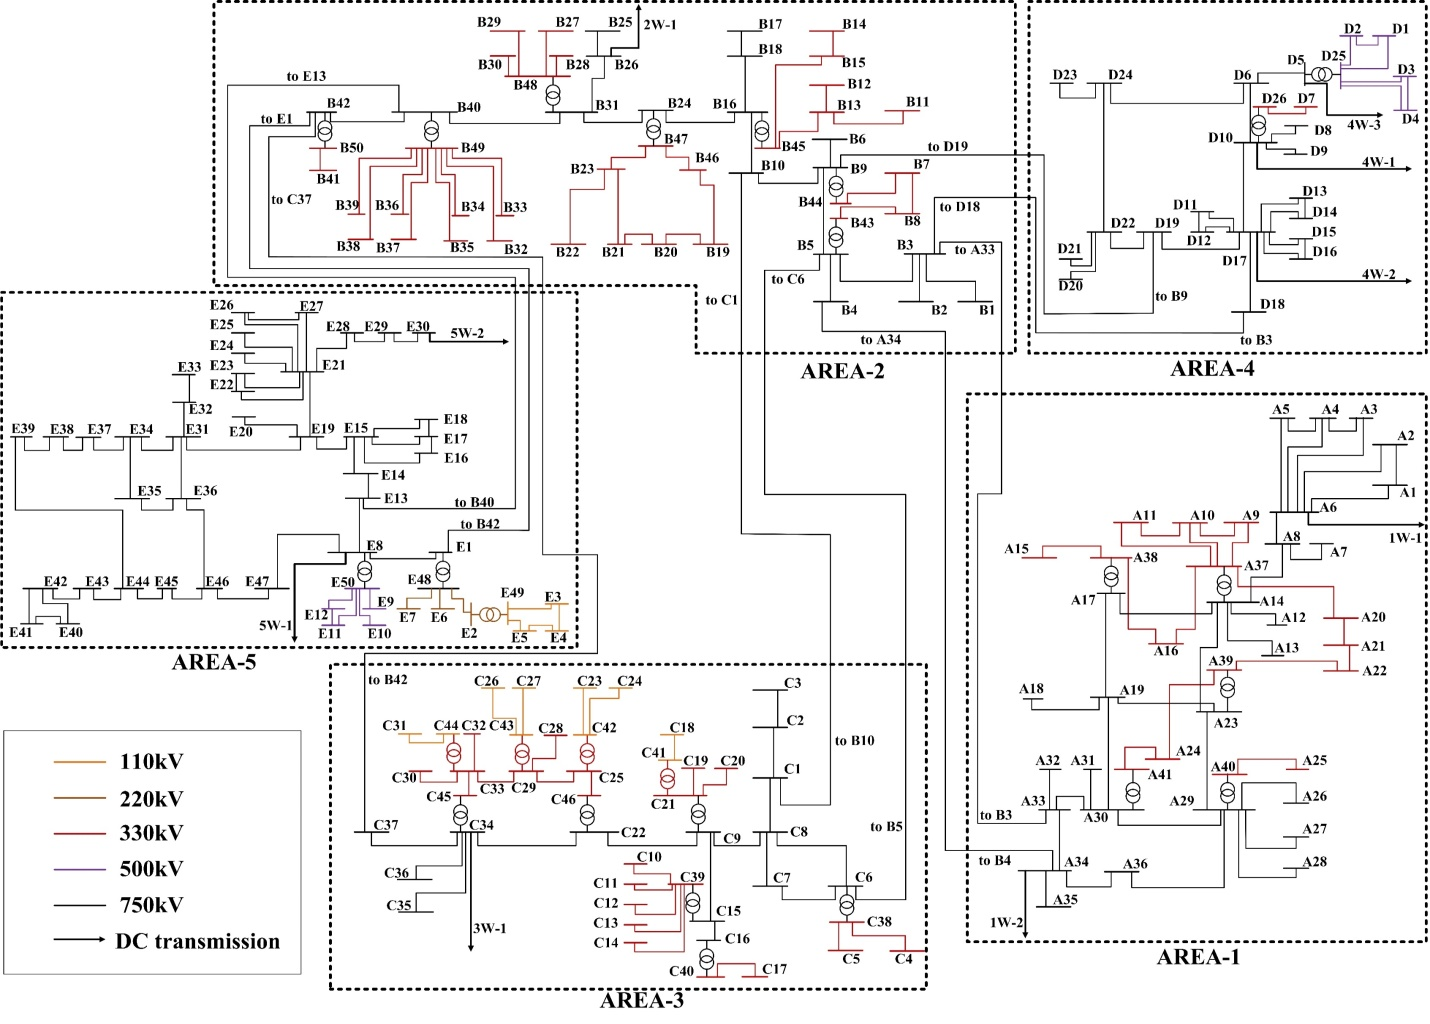 B29
B27
B25
2W-1
B17
B14
B30
B28
B26
B18
B15
B48
to E13
B12
B42
B40
B31
B24
B16
B13
B11
to E1
B50
B49
B47
B45
B6
B41
B23
B46
B10
B9
to D19
to C37
B7
B39
B36
B34
B33
B44
B43
B8
to D18
B38
B37
B35
B32
B22
B21
B20
B19
B5
B3
to A33
to C6
to C1
B4
B2
B1
to A34
AREA-2
D2
D1
D5
D25
D23
D24
D6
D3
D26
D7
D4
4W-3
D10
D8
D9
4W-1
D13
D11
D14
D22
D19
D12
D15
D21
D17
D16
D20
4W-2
to B9
D18
to B3
AREA-4
E26
E27
E25
E28
E29
E30
5W-2
E24
E33
E23
E21
E22
E32
E20
E18
E39
E38
E37
E34
E31
E19
E15
E17
E16
E14
E35
E36
E13
to B40
to B42
E8
E1
E42
E43
E44
E45
E46
E47
E50
E48
E49
E3
E12
E9
E7
E6
E41
E40
5W-1
E11
E10
E2
E5
E4
AREA-5
A5
A4
A3
A2
A1
A6
1W-1
A11
A10
A9
A8
A7
A15
A38
A37
A17
A14
A12
A20
A16
A13
A21
A39
A22
A18
A19
A23
A24
A32
A31
A41
A40
A25
A33
A30
A29
A26
to B3
A27
to B4
A34
A36
A28
A35
1W-2
AREA-1
to B42
C26
C27
C23
C24
C3
C31
C44
C32
C43
C28
C42
C18
C2
to B10
C41
C19
C20
C30
C33
C29
C25
C1
C45
C46
C21
C37
C34
C22
C9
C8
to B5
C36
C10
C39
C7
C6
C11
C35
C12
C15
3W-1
C13
C38
C14
C16
C40
C17
C5
C4
AREA-3
110kV
220kV
330kV
500kV
750kV
DC transmission